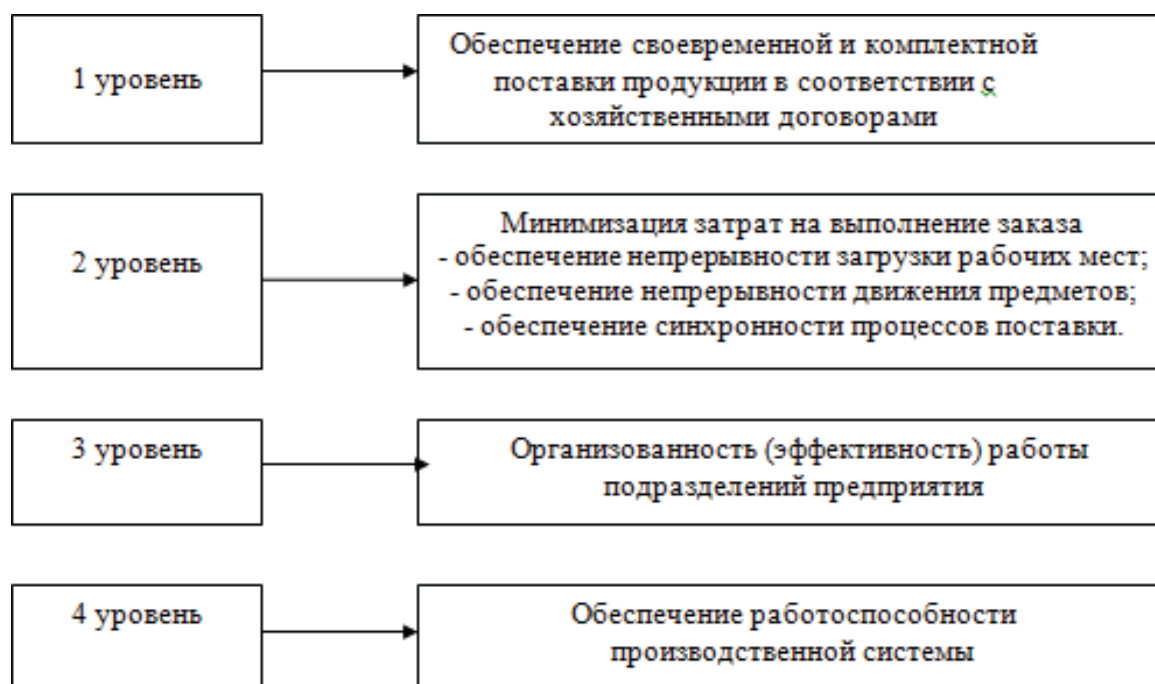 1 уровень
Обеспечение своевременной и комплектной
поставки продукции в соответствии с
хозяйственными договорами
2 уровень
Минимизация затрат на выполнение заказа
- обеспечение непрерывности загрузки рабочих мест;
- обеспечение непрерывности движения предметов;
- обеспечение синхронности процессов поставки.
3 уровень
Организованность (эффективность) работы
подразделений предприятия
4 уровень
Обеспечение работоспособности
производственной системы